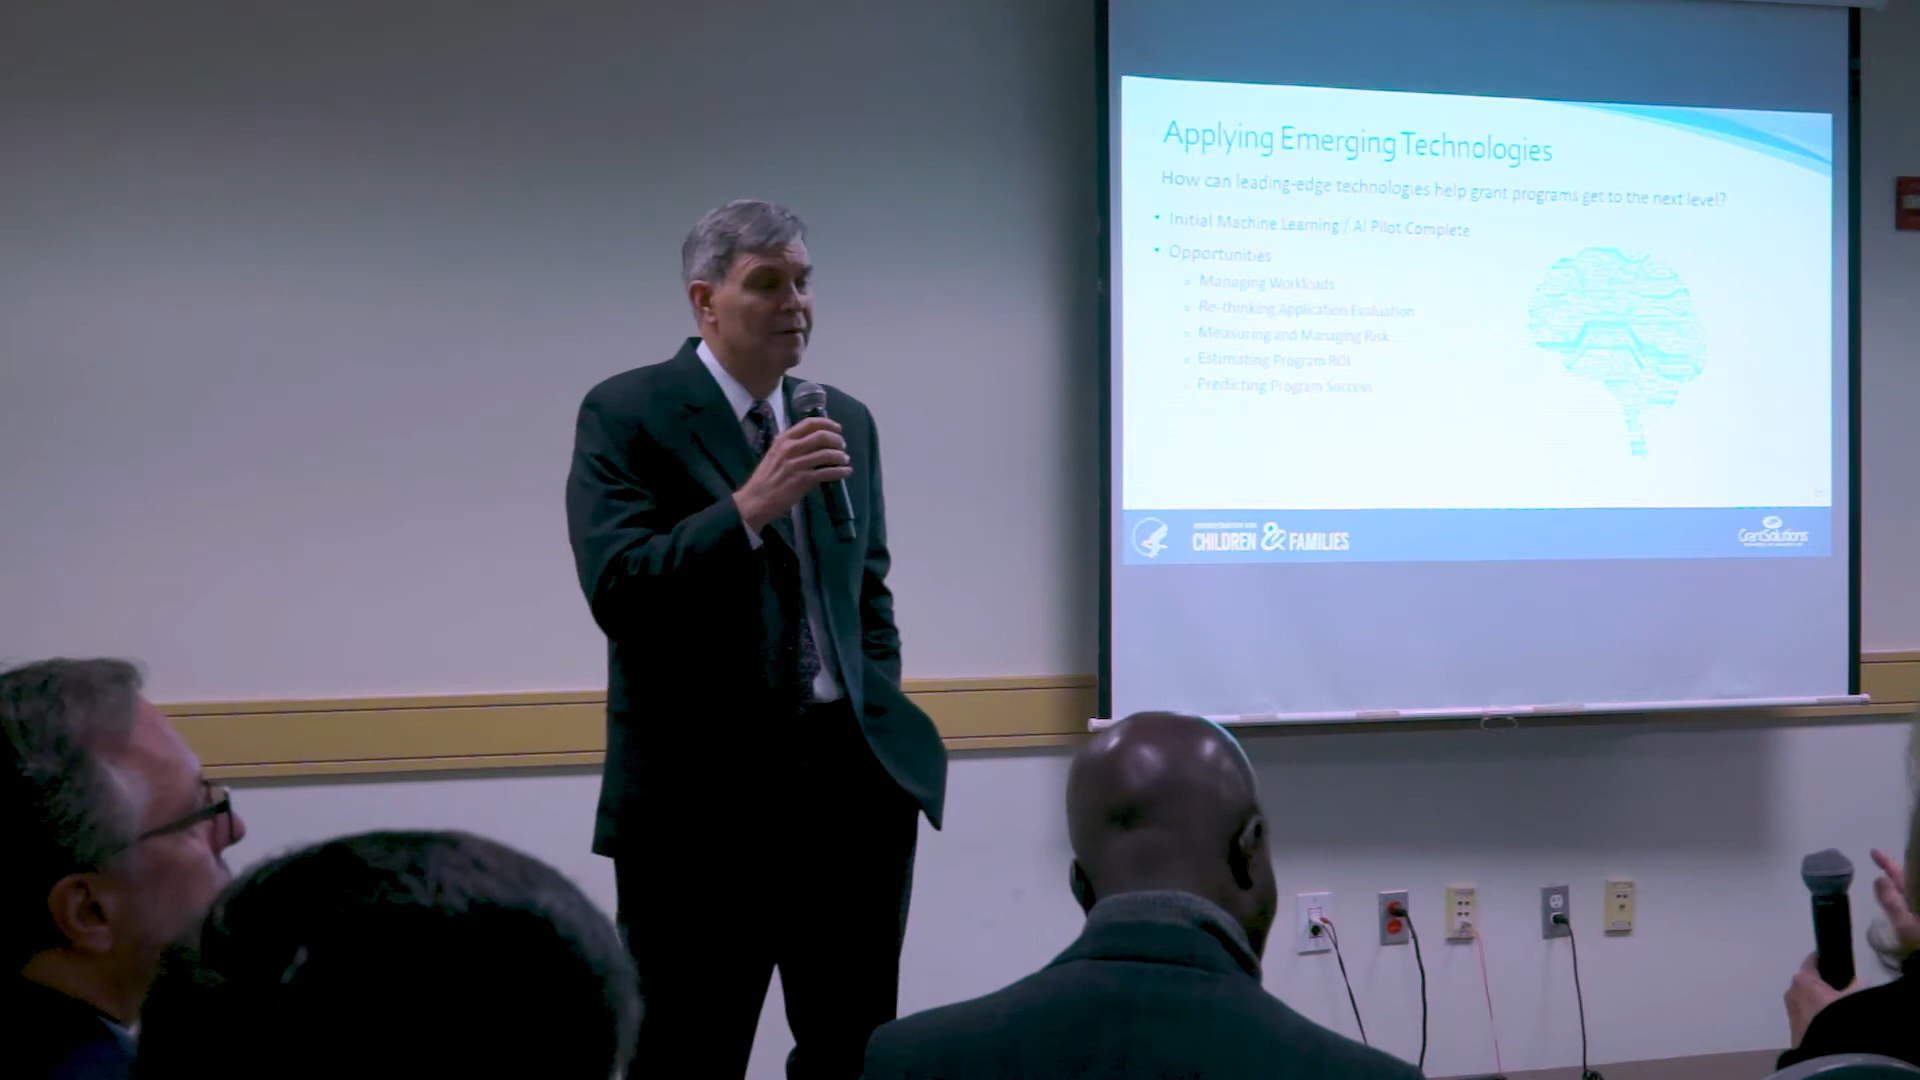 Applying Emerging Technologies
How can leading-edge technologies help grant programs get to the next level?
• Initial Machine Learning / AI Pilot Complete
• Opportunities
Managing Workloads
Re-thinking Application Evaluation
Measuring and Managing Risk
Estimating Program ROI
Predicting Program Success
ADMINISTRATION FOR
CHILDREN & FAMILIES
GrantSolutions